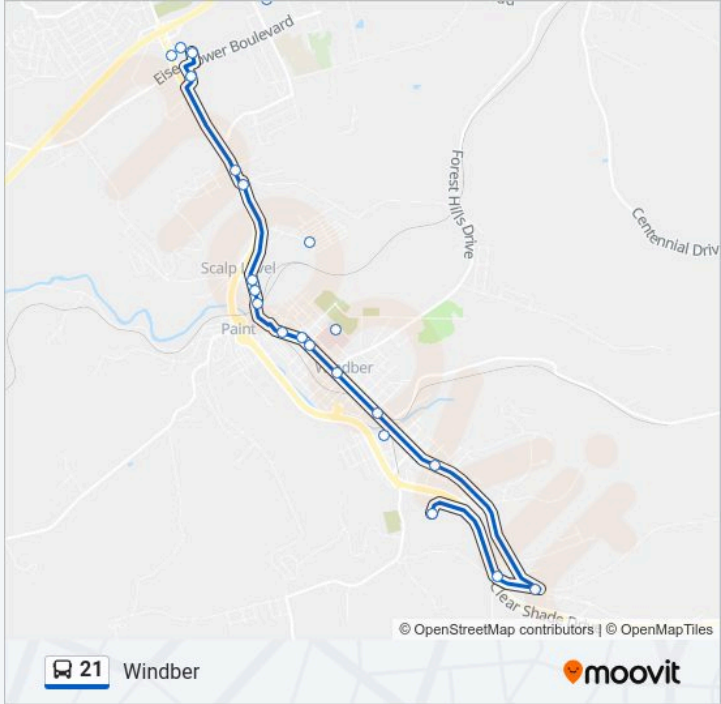 Eisenhower Boulevard
Forest Hills Drive
Centennial Driv
Scalp Level
Paint
Windber
Clear Shade Drive
© OpenStreetMap contributors | © OpenMapTiles
21 Windber
moovit